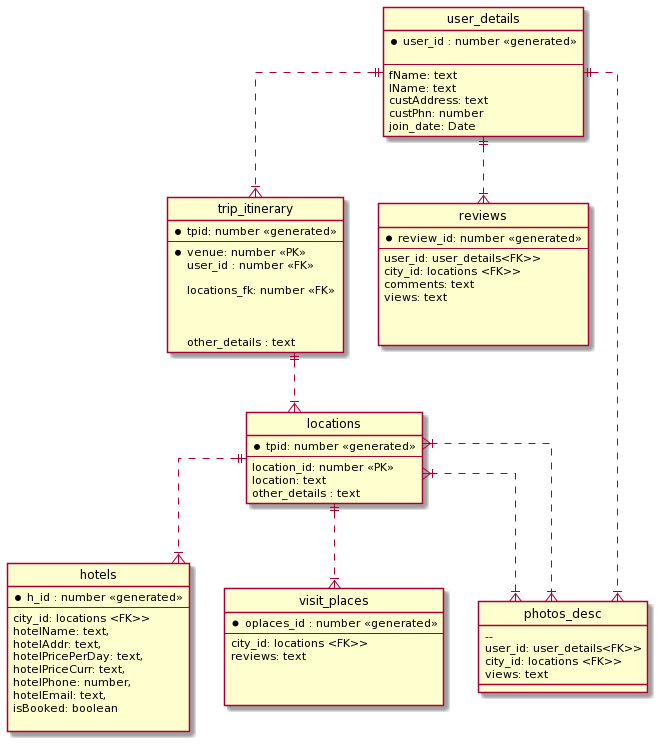 user_details
user_id : number «generated»
fName: text
lName: text
custAddress: text
custPhn: number
join_date: Date
trip_itinerary
tpid: number «generated»
venue: number «PK»
user_id : number «FK»
locations_fk: number «FK»
other_details : text
reviews
review_id: number «generated»
user_id: user_details<FK>>
city_id: locations <FK>>
comments: text
views: text
locations
tpid: number «generated»
location_id: number «PK»
location: text
other_details : text
hotels
h_id : number «generated»
city_id: locations <FK>>
hotelName: text,
hotelAddr: text,
hotelPricePerDay: text,
hotelPriceCurr: text,
hotelPhone: number,
hotelEmail: text,
isBooked: boolean
visit_places
oplaces_id : number «generated»
city_id: locations <FK>>
reviews: text
photos_desc
--
user_id: user_details<FK>>
city_id: locations <FK>>
views: text